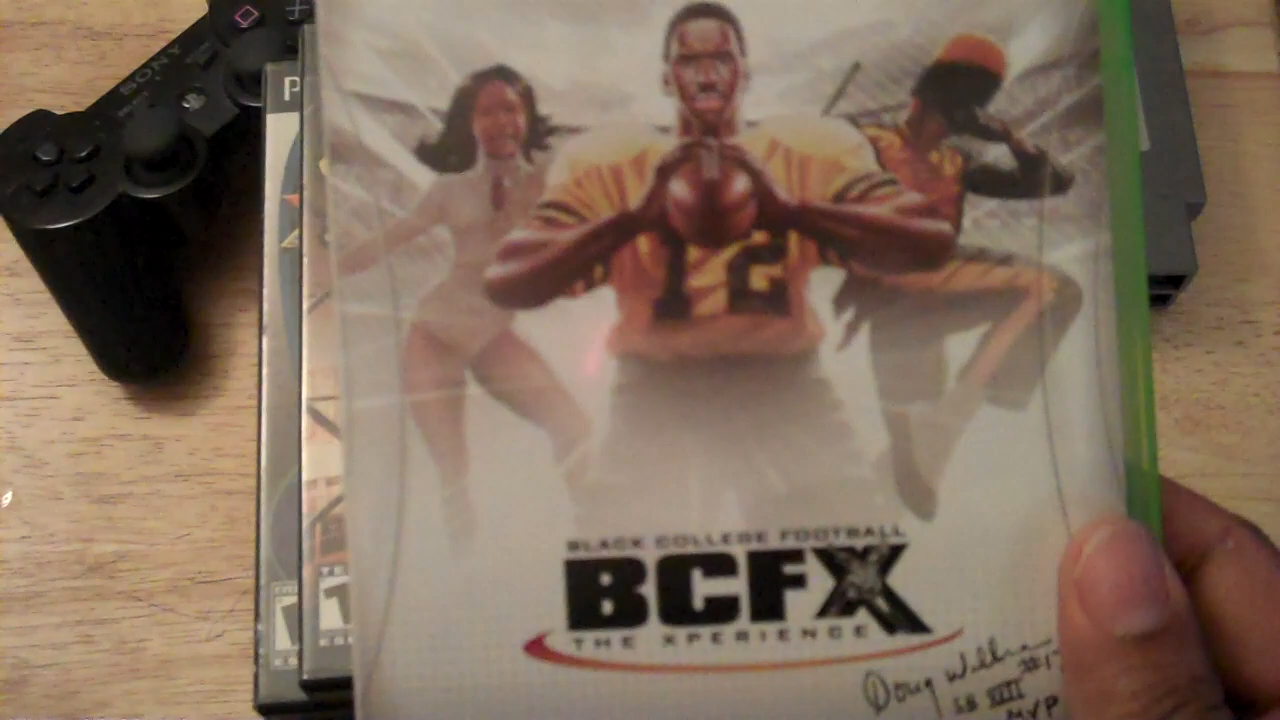 SONY
P
12
BLACK COLLEGE FOOTBALL
BCFX
THE XPERIENCE
Doug Williams
SB XXII
MVP